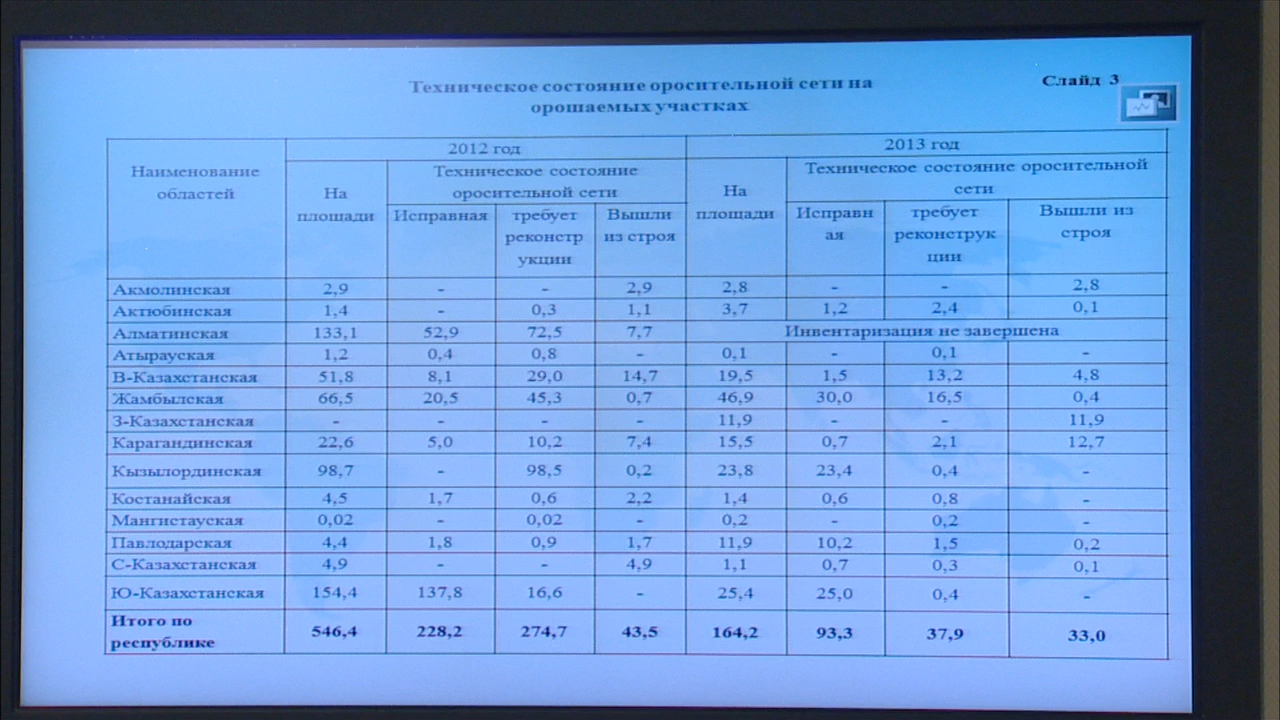 Слайд 3
Техническое состояние оросительной сети на
орошаемых участках
Наименование
областей
2012 год
2013 год
На
площади
Техническое состояние
оросительной сети
На
площади
Техническое состояние оросительной
сети
Исправная
требует
реконстр
укции
Вышли
из строя
Исправн
ая
требует
реконструк
ции
Вышли из
строя
Акмолинская 2,9 - - 2,9 2,8 - - 2,8
Актюбинская 1,4 - 0,3 1,1 3,7 1,2 2,4 0,1
Алматинская 133,1 52,9 72,5 7,7 Инвентаризация не завершена
Атырауская 1,2 0,4 0,8 - 0,1 - 0,1 -
В-Казахстанская 51,8 8,1 29,0 14,7 19,5 1,5 13,2 4,8
Жамбылская 66,5 20,5 45,3 0,7 46,9 30,0 16,5 0,4
З-Казахстанская - - - - 11,9 - - 11,9
Карагандинская 22,6 5,0 10,2 7,4 15,5 0,7 2,1 12,7
Кызылординская 98,7 - 98,5 0,2 23,8 23,4 0,4 -
Костанайская 4,5 1,7 0,6 2,2 1,4 0,6 0,8 -
Мангистауская 0,02 - 0,02 - 0,2 - 0,2 -
Павлодарская 4,4 1,8 0,9 1,7 11,9 10,2 1,5 0,2
С-Казахстанская 4,9 - - 4,9 1,1 0,7 0,3 0,1
Ю-Казахстанская 154,4 137,8 16,6 - 25,4 25,0 0,4 -
Итого по
республике 546,4 228,2 274,7 43,5 164,2 93,3 37,9 33,0